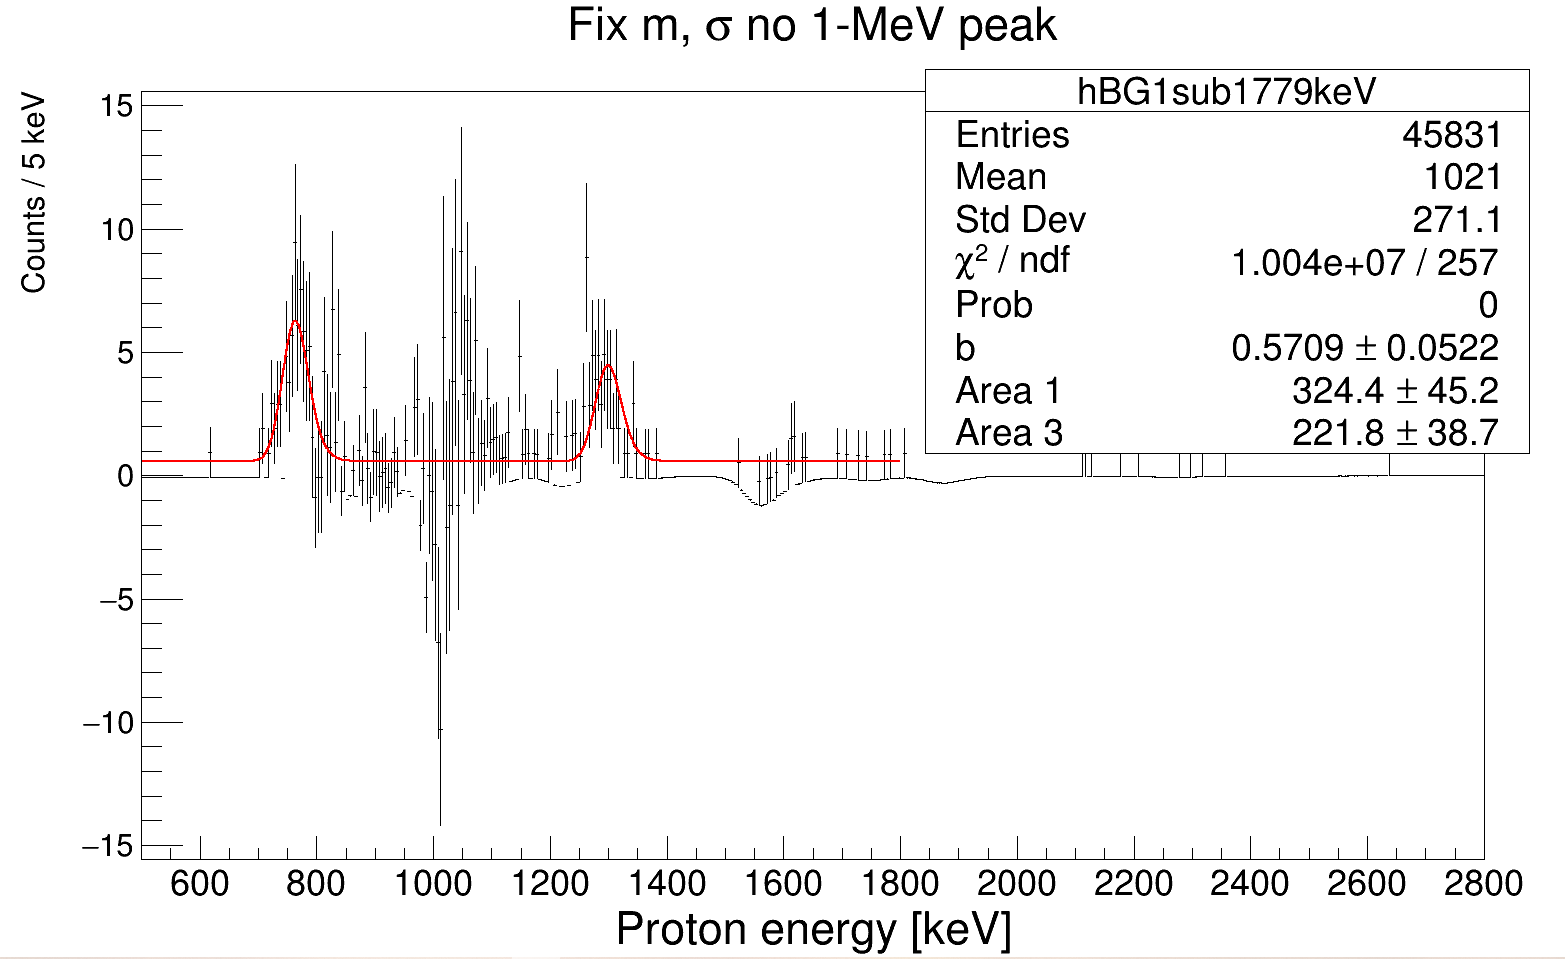 Fix m, σ no 1-MeV peak
Counts / 5 keV
15
10
5
0
−5
−10
−15
hBG1sub1779keV
Entries 45831
Mean 1021
Std Dev 271.1
χ² / ndf 1.004e+07 / 257
Prob 0
b 0.5709 ± 0.0522
Area 1 324.4 ± 45.2
Area 3 221.8 ± 38.7
600 800 1000 1200 1400 1600 1800 2000 2200 2400 2600 2800
Proton energy [keV]